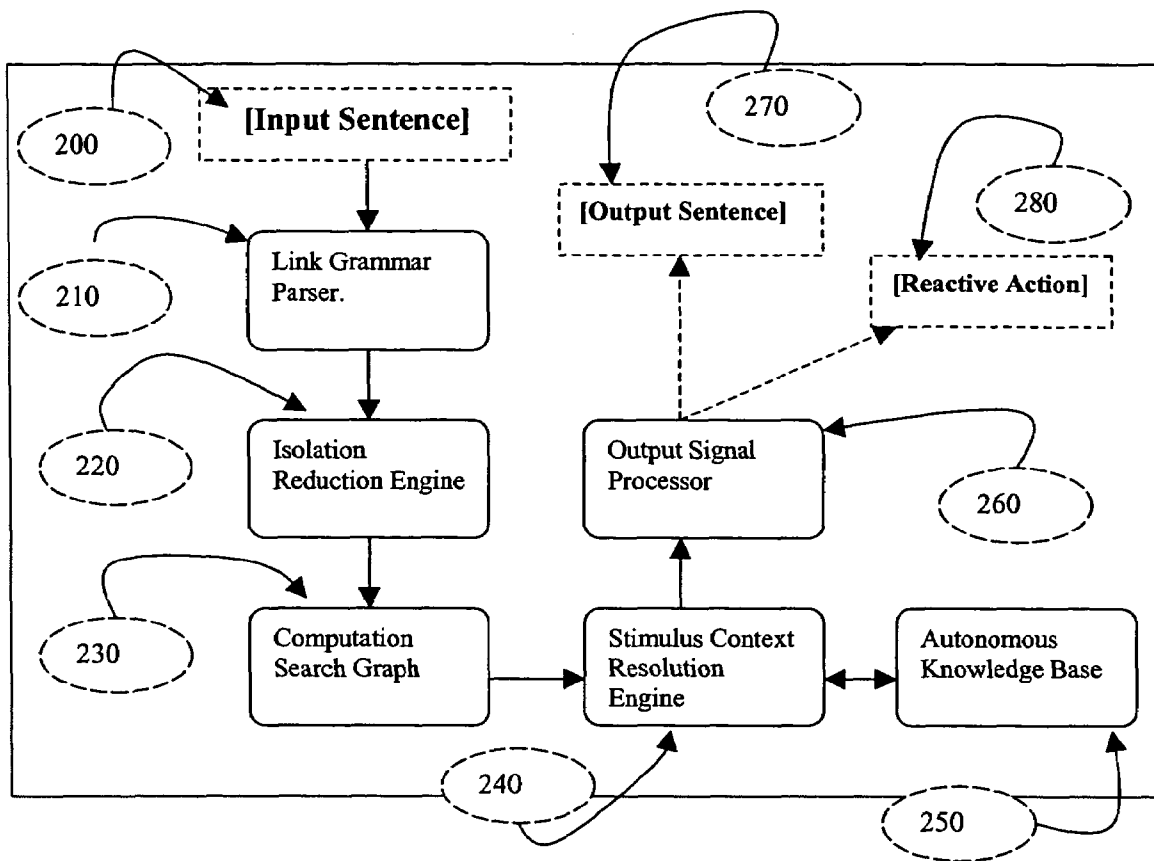 200
[Input Sentence]
270
280
[Output Sentence]
[Reactive Action]
210
Link Grammar
Parser.
220
Isolation
Reduction Engine
Output Signal
Processor
260
230
Computation
Search Graph
Stimulus Context
Resolution
Engine
Autonomous
Knowledge Base
240
250